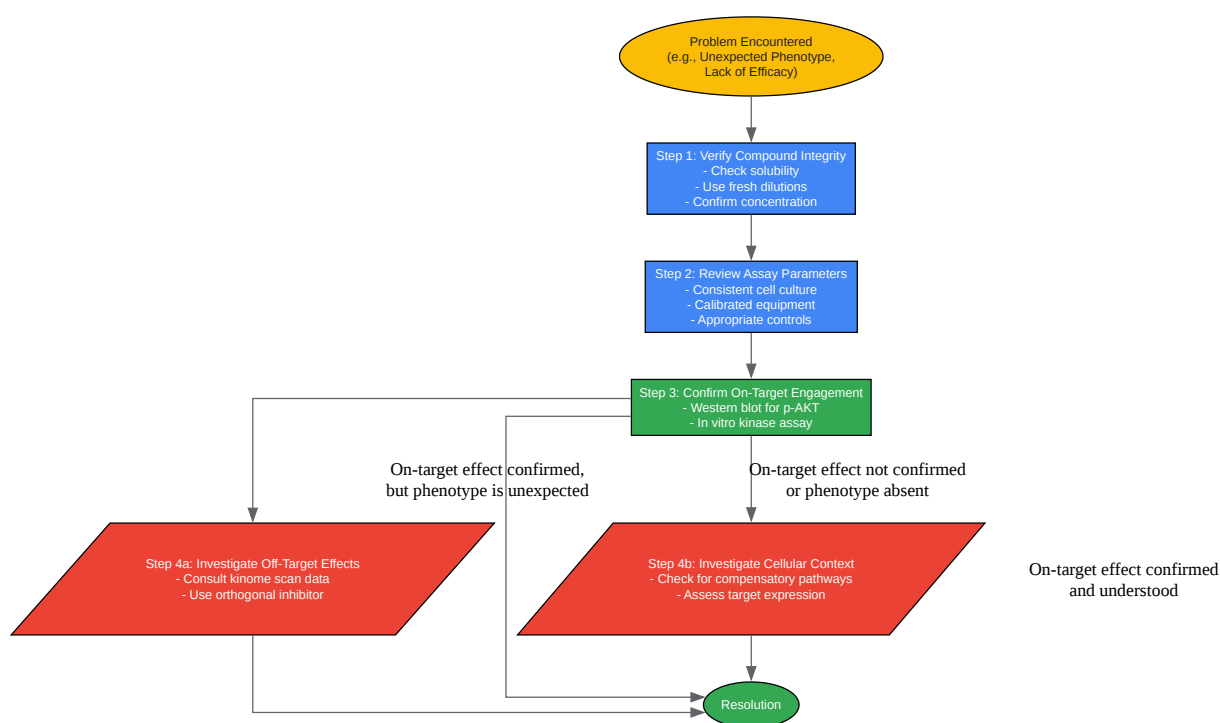 Problem Encountered
(e.g., Unexpected Phenotype,
Lack of Efficacy)
Step 1: Verify Compound Integrity
- Check solubility
- Use fresh dilutions
- Confirm concentration
Step 2: Review Assay Parameters
- Consistent cell culture
- Calibrated equipment
- Appropriate controls
Step 3: Confirm On-Target Engagement
- Western blot for p-AKT
- In vitro kinase assay
On-target effect confirmed,
but phenotype is unexpected
On-target effect not confirmed
or phenotype absent
Step 4a: Investigate Off-Target Effects
- Consult kinome scan data
- Use orthogonal inhibitor
Step 4b: Investigate Cellular Context
- Check for compensatory pathways
- Assess target expression
On-target effect confirmed
and understood
Resolution